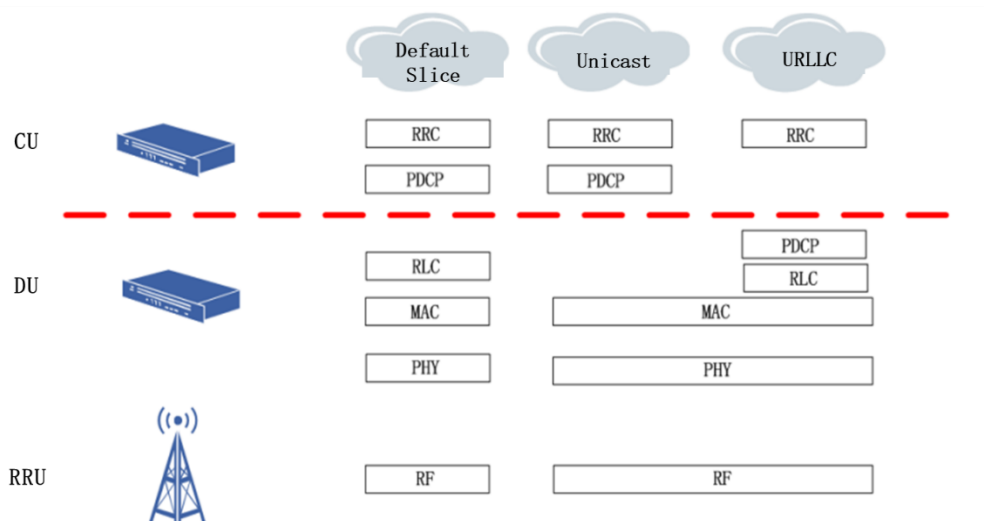 Default
Slice
Unicast
URLLC
CU
RRC
RRC
RRC
PDCP
PDCP
PDCP
DU
RLC
RLC
MAC
MAC
PHY
PHY
RRU
RF
RF